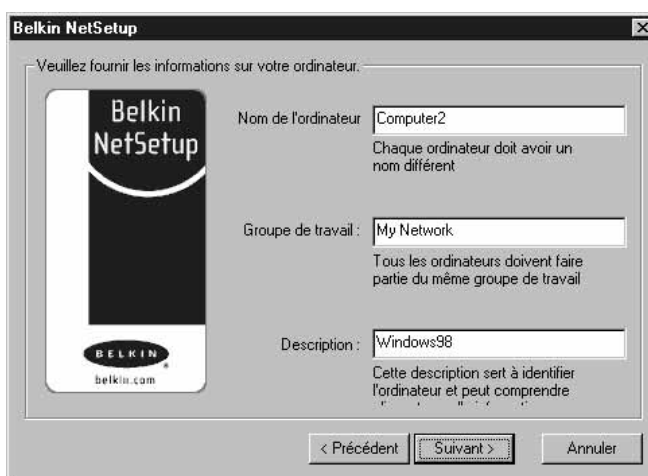 Belkin NetSetup
Veuillez fournir les informations sur votre ordinateur.
Belkin
NetSetup
BELKIN
belkin.com
Nom de l'ordinateur
Computer2
Chaque ordinateur doit avoir un
nom différent
Groupe de travail :
My Network
Tous les ordinateurs doivent faire
partie du même groupe de travail
Description :
Windows98
Cette description sert à identifier
l'ordinateur et peut comprendre
< Précédent
Suivant >
Annuler